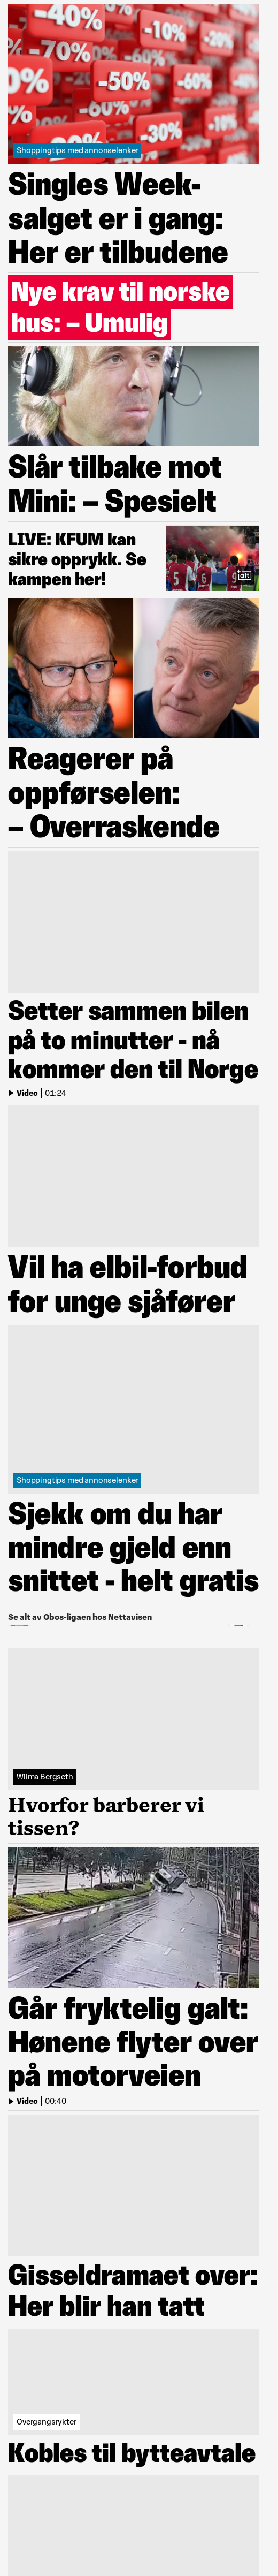 -40%
-10%
-20%
-70%
-50%
-60%
-30%
Shoppingtips med annonselenker
Singles Week-
salget er i gang:
Her er tilbudene
Nye krav til norske
hus: – Umulig
Slår tilbake mot
Mini: – Spesielt
LIVE: KFUM kan
sikre opprykk. Se
kampen her!
5
6
9
+alt
Reagerer på
oppførselen:
– Overraskende
Setter sammen bilen
på to minutter - nå
kommer den til Norge
Video | 01:24
Vil ha elbil-forbud
for unge sjåfører
Shoppingtips med annonselenker
Sjekk om du har
mindre gjeld enn
snittet - helt gratis
Se alt av Obos-ligaen hos Nettavisen
Wilma Bergseth
Hvorfor barberer vi
tissen?
Går fryktelig galt:
Hønene flyter over
på motorveien
Video | 00:40
Gisseldramaet over:
Her blir han tatt
Overgangsrykter
Kobles til bytteavtale